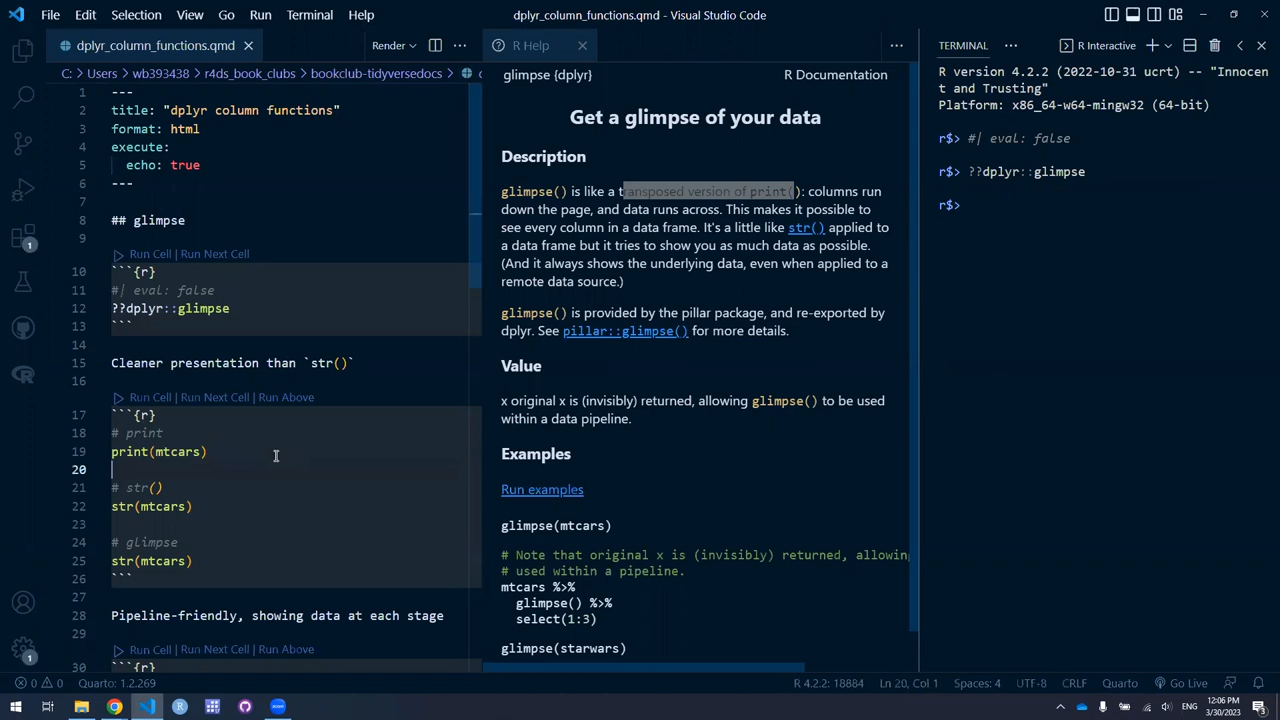 File Edit Selection View Go Run Terminal Help
dplyr_column_functions.qmd - Visual Studio Code
dplyr_column_functions.qmd
Render
C: > Users > wb393438 > r4ds_book_clubs > bookclub-tidyversedocs >
1 ---
2 title: "dplyr column functions"
3 format: html
4 execute:
5 echo: true
6 ---
7
8 ## glimpse
9
Run Cell | Run Next Cell
10 ```{r}
11 #| eval: false
12 ??dplyr::glimpse
13 ```
14
15 Cleaner presentation than `str()`
16
Run Cell | Run Next Cell | Run Above
17 ```{r}
18 # print
19 print(mtcars)
20
21 # str()
22 str(mtcars)
23
24 # glimpse
25 str(mtcars)
26 ```
27
28 Pipeline-friendly, showing data at each stage
29
Run Cell | Run Next Cell | Run Above
30 ```{r}
R Help
glimpse {dplyr} R Documentation
Get a glimpse of your data
Description
glimpse() is like a transposed version of print(): columns run
down the page, and data runs across. This makes it possible to
see every column in a data frame. It's a little like str() applied to
a data frame but it tries to show you as much data as possible.
(And it always shows the underlying data, even when applied to a
remote data source.)
glimpse() is provided by the pillar package, and re-exported by
dplyr. See pillar::glimpse() for more details.
Value
x original x is (invisibly) returned, allowing glimpse() to be used
within a data pipeline.
Examples
Run examples
glimpse(mtcars)
# Note that original x is (invisibly) returned, allowing
# used within a pipeline.
mtcars %>%
glimpse() %>%
select(1:3)
glimpse(starwars)
TERMINAL
R Interactive
R version 4.2.2 (2022-10-31 ucrt) -- "Innocen
t and Trusting"
Platform: x86_64-w64-mingw32 (64-bit)
r$> #| eval: false
r$> ??dplyr::glimpse
r$>
1
1
0 0 Quarto: 1.2.269
R 4.2.2: 18884 Ln 20, Col 1 Spaces: 4 UTF-8 CRLF Quarto Go Live
12:06 PM
3/30/2023